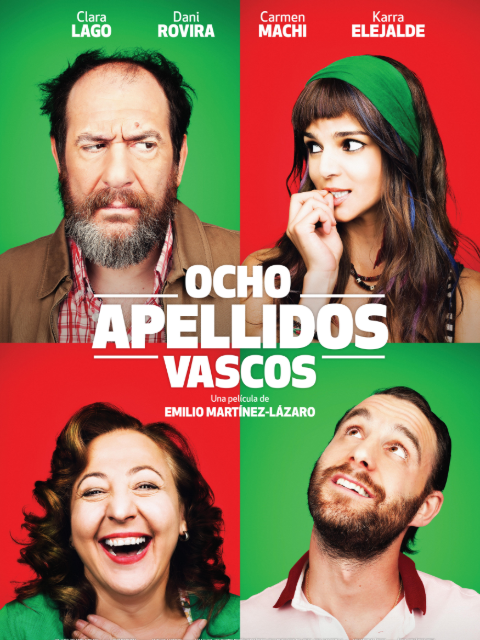 Clara LAGO
Dani ROVIRA
Carmen MACHI
Karra ELEJALDE
OCHO
APELLIDOS
VASCOS
Una película de
EMILIO MARTÍNEZ-LÁZARO